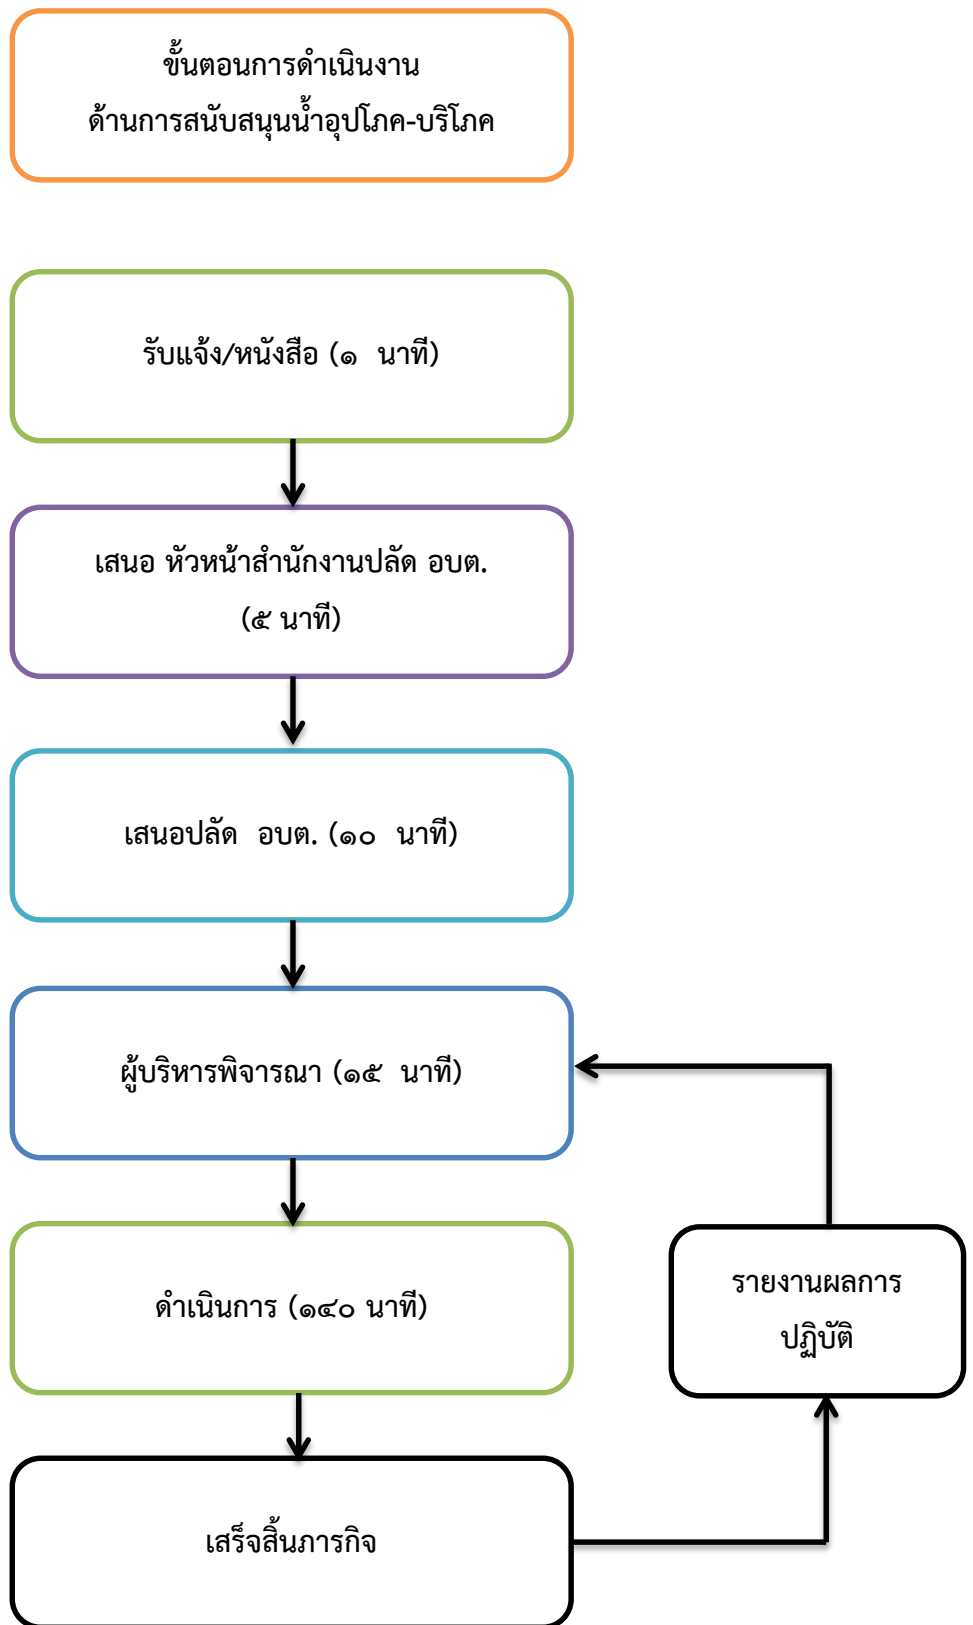 ขั้นตอนการดำเนินงาน
ด้านการสนับสนุนน้ำอุปโภค-บริโภค
รับแจ้ง/หนังสือ (๑ นาที)
เสนอ หัวหน้าสำนักงานปลัด อบต.
(๕ นาที)
เสนอปลัด อบต. (๑๐ นาที)
ผู้บริหารพิจารณา (๑๕ นาที)
ดำเนินการ (๑๔๐ นาที)
รายงานผลการ
ปฏิบัติ
เสร็จสิ้นภารกิจ